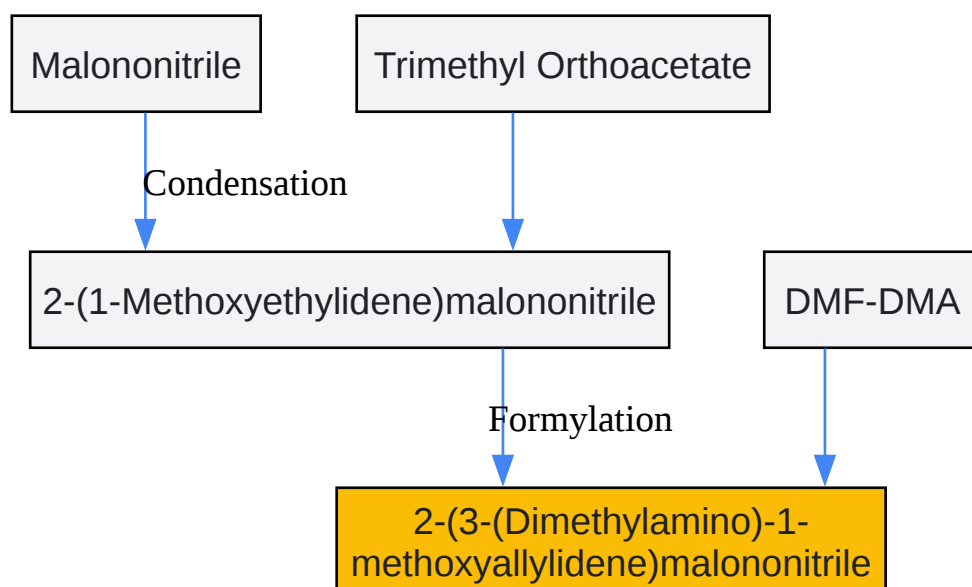 Malononitrile
Trimethyl Orthoacetate
Condensation
2-(1-Methoxyethylidene)malononitrile
DMF-DMA
Formylation
2-(3-(Dimethylamino)-1-
methoxyallylidene)malononitrile